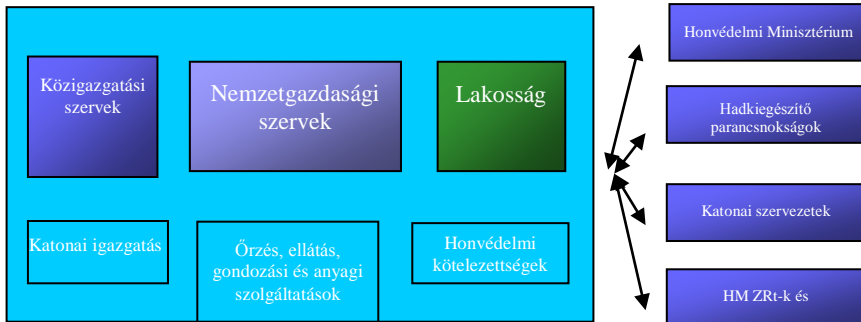 Közigazgatási
szervek
Nemzetgazdasági
szervek
Lakosság
Katonai igazgatás
Őrzés, ellátás,
gondozási és anyagi
szolgáltatások
Honvédelmi
kötelezettségek
Honvédelmi Minisztérium
Hadkiegészítő
parancsnokságok
Katonai szervezetek
HM ZRt-k és